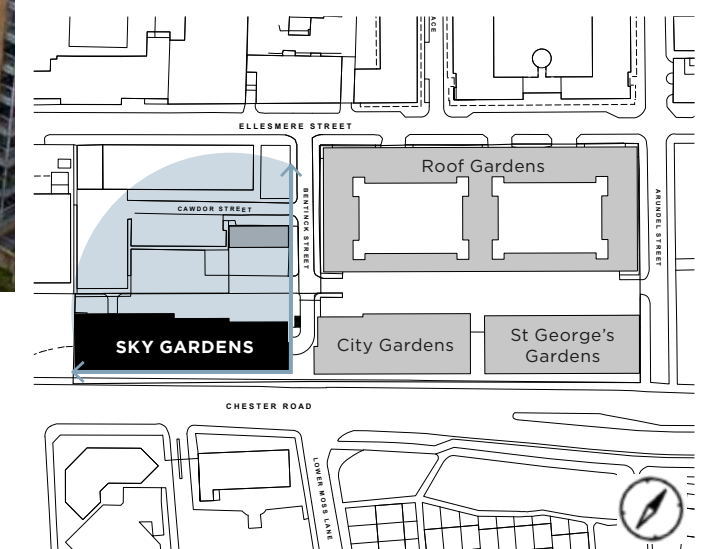 ACE
ELLESMERE STREET
Roof Gardens
CAWDOR STREET
BENTINCK STREET
ARUNDEL STREET
SKY GARDENS
City Gardens
St George's
Gardens
CHESTER ROAD
LOWER MOSS LANE